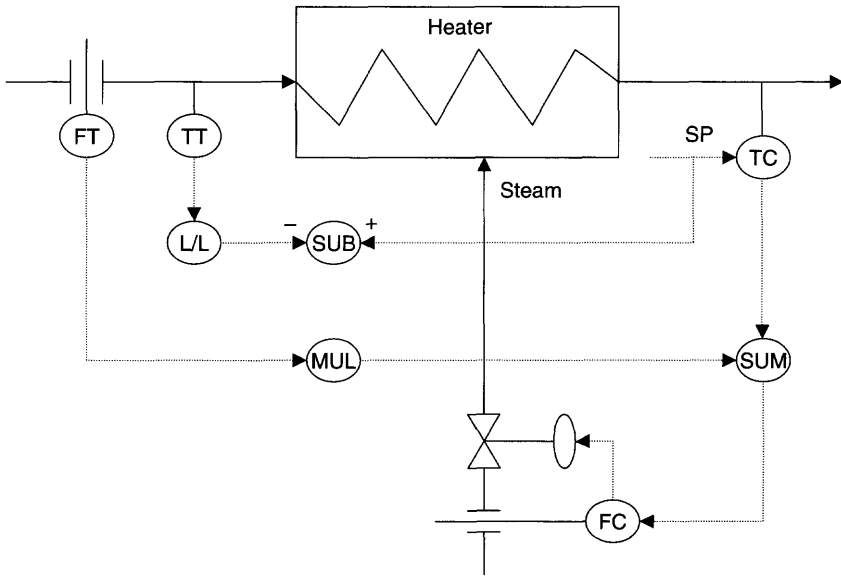 Heater
FT
TT
SP
TC
Steam
L/L
−
SUB
+
MUL
SUM
FC